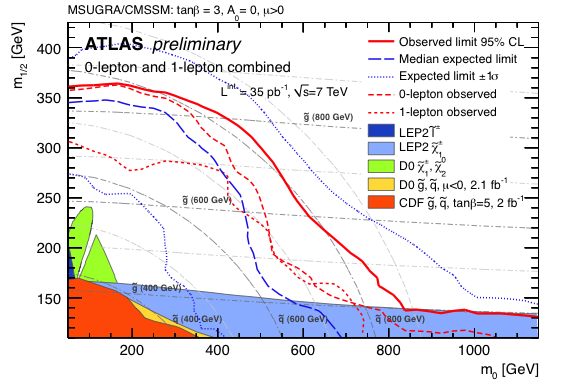 MSUGRA/CMSSM: tanβ = 3, A₀ = 0, μ>0
m₁/₂ [GeV]
400
350
300
250
200
150
ATLAS preliminary
0-lepton and 1-lepton combined
Lⁱⁿᵗ = 35 pb⁻¹, √s=7 TeV
Observed limit 95% CL
Median expected limit
Expected limit ±1σ
0-lepton observed
1-lepton observed
LEP2 l̃±
LEP2 χ̃₁±
D0 χ̃₁±, χ̃₂⁰
D0 g̃, q̃, μ<0, 2.1 fb⁻¹
CDF g̃, q̃, tanβ=5, 2 fb⁻¹
g̃ (800 GeV)
g̃ (600 GeV)
g̃ (400 GeV)
q̃ (400 GeV)
q̃ (600 GeV)
q̃ (800 GeV)
200
400
600
800
1000
m₀ [GeV]